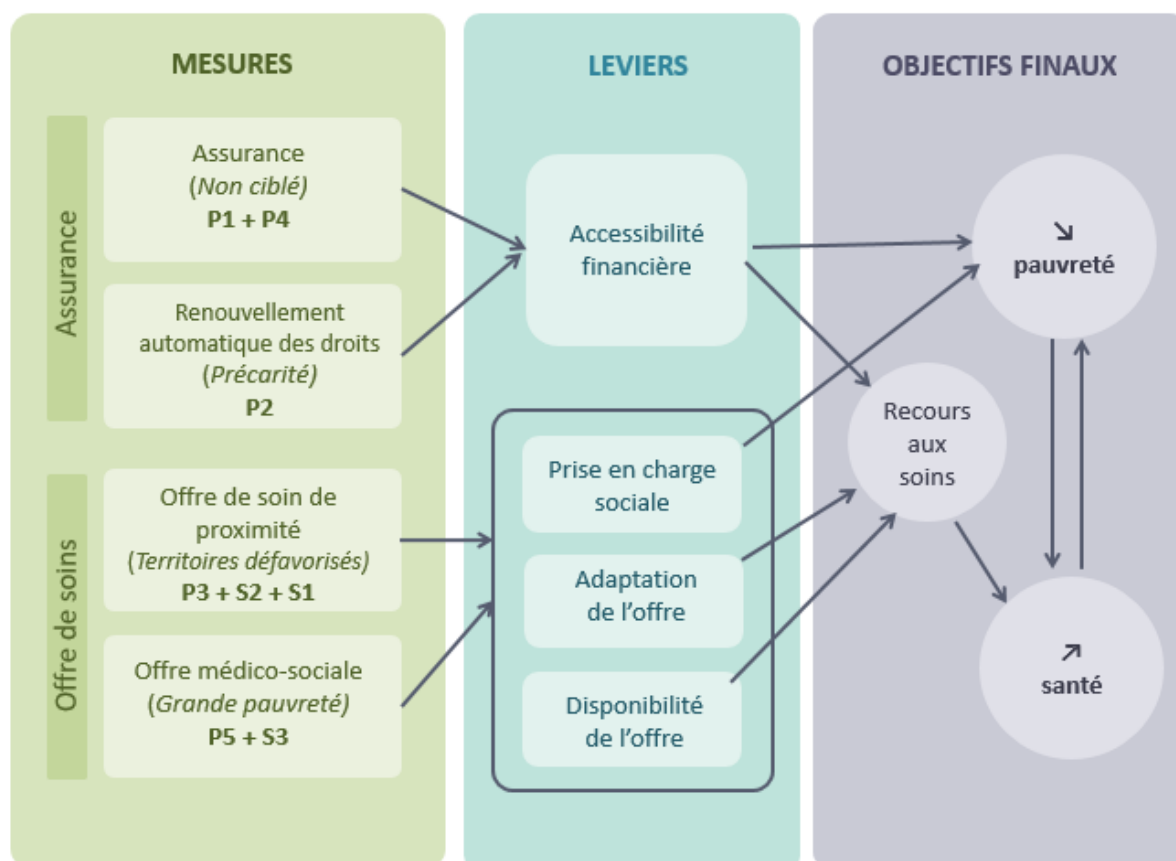 MESURES
Assurance
Assurance
(Non ciblé)
P1 + P4
Renouvellement
automatique des droits
(Précarité)
P2
Offre de soins
Offre de soin de
proximité
(Territoires défavorisés)
P3 + S2 + S1
Offre médico-sociale
(Grande pauvreté)
P5 + S3
LEVIERS
Accessibilité
financière
Prise en charge
sociale
Adaptation
de l’offre
Disponibilité
de l’offre
OBJECTIFS FINAUX
↘
pauvreté
Recours
aux
soins
↗
santé